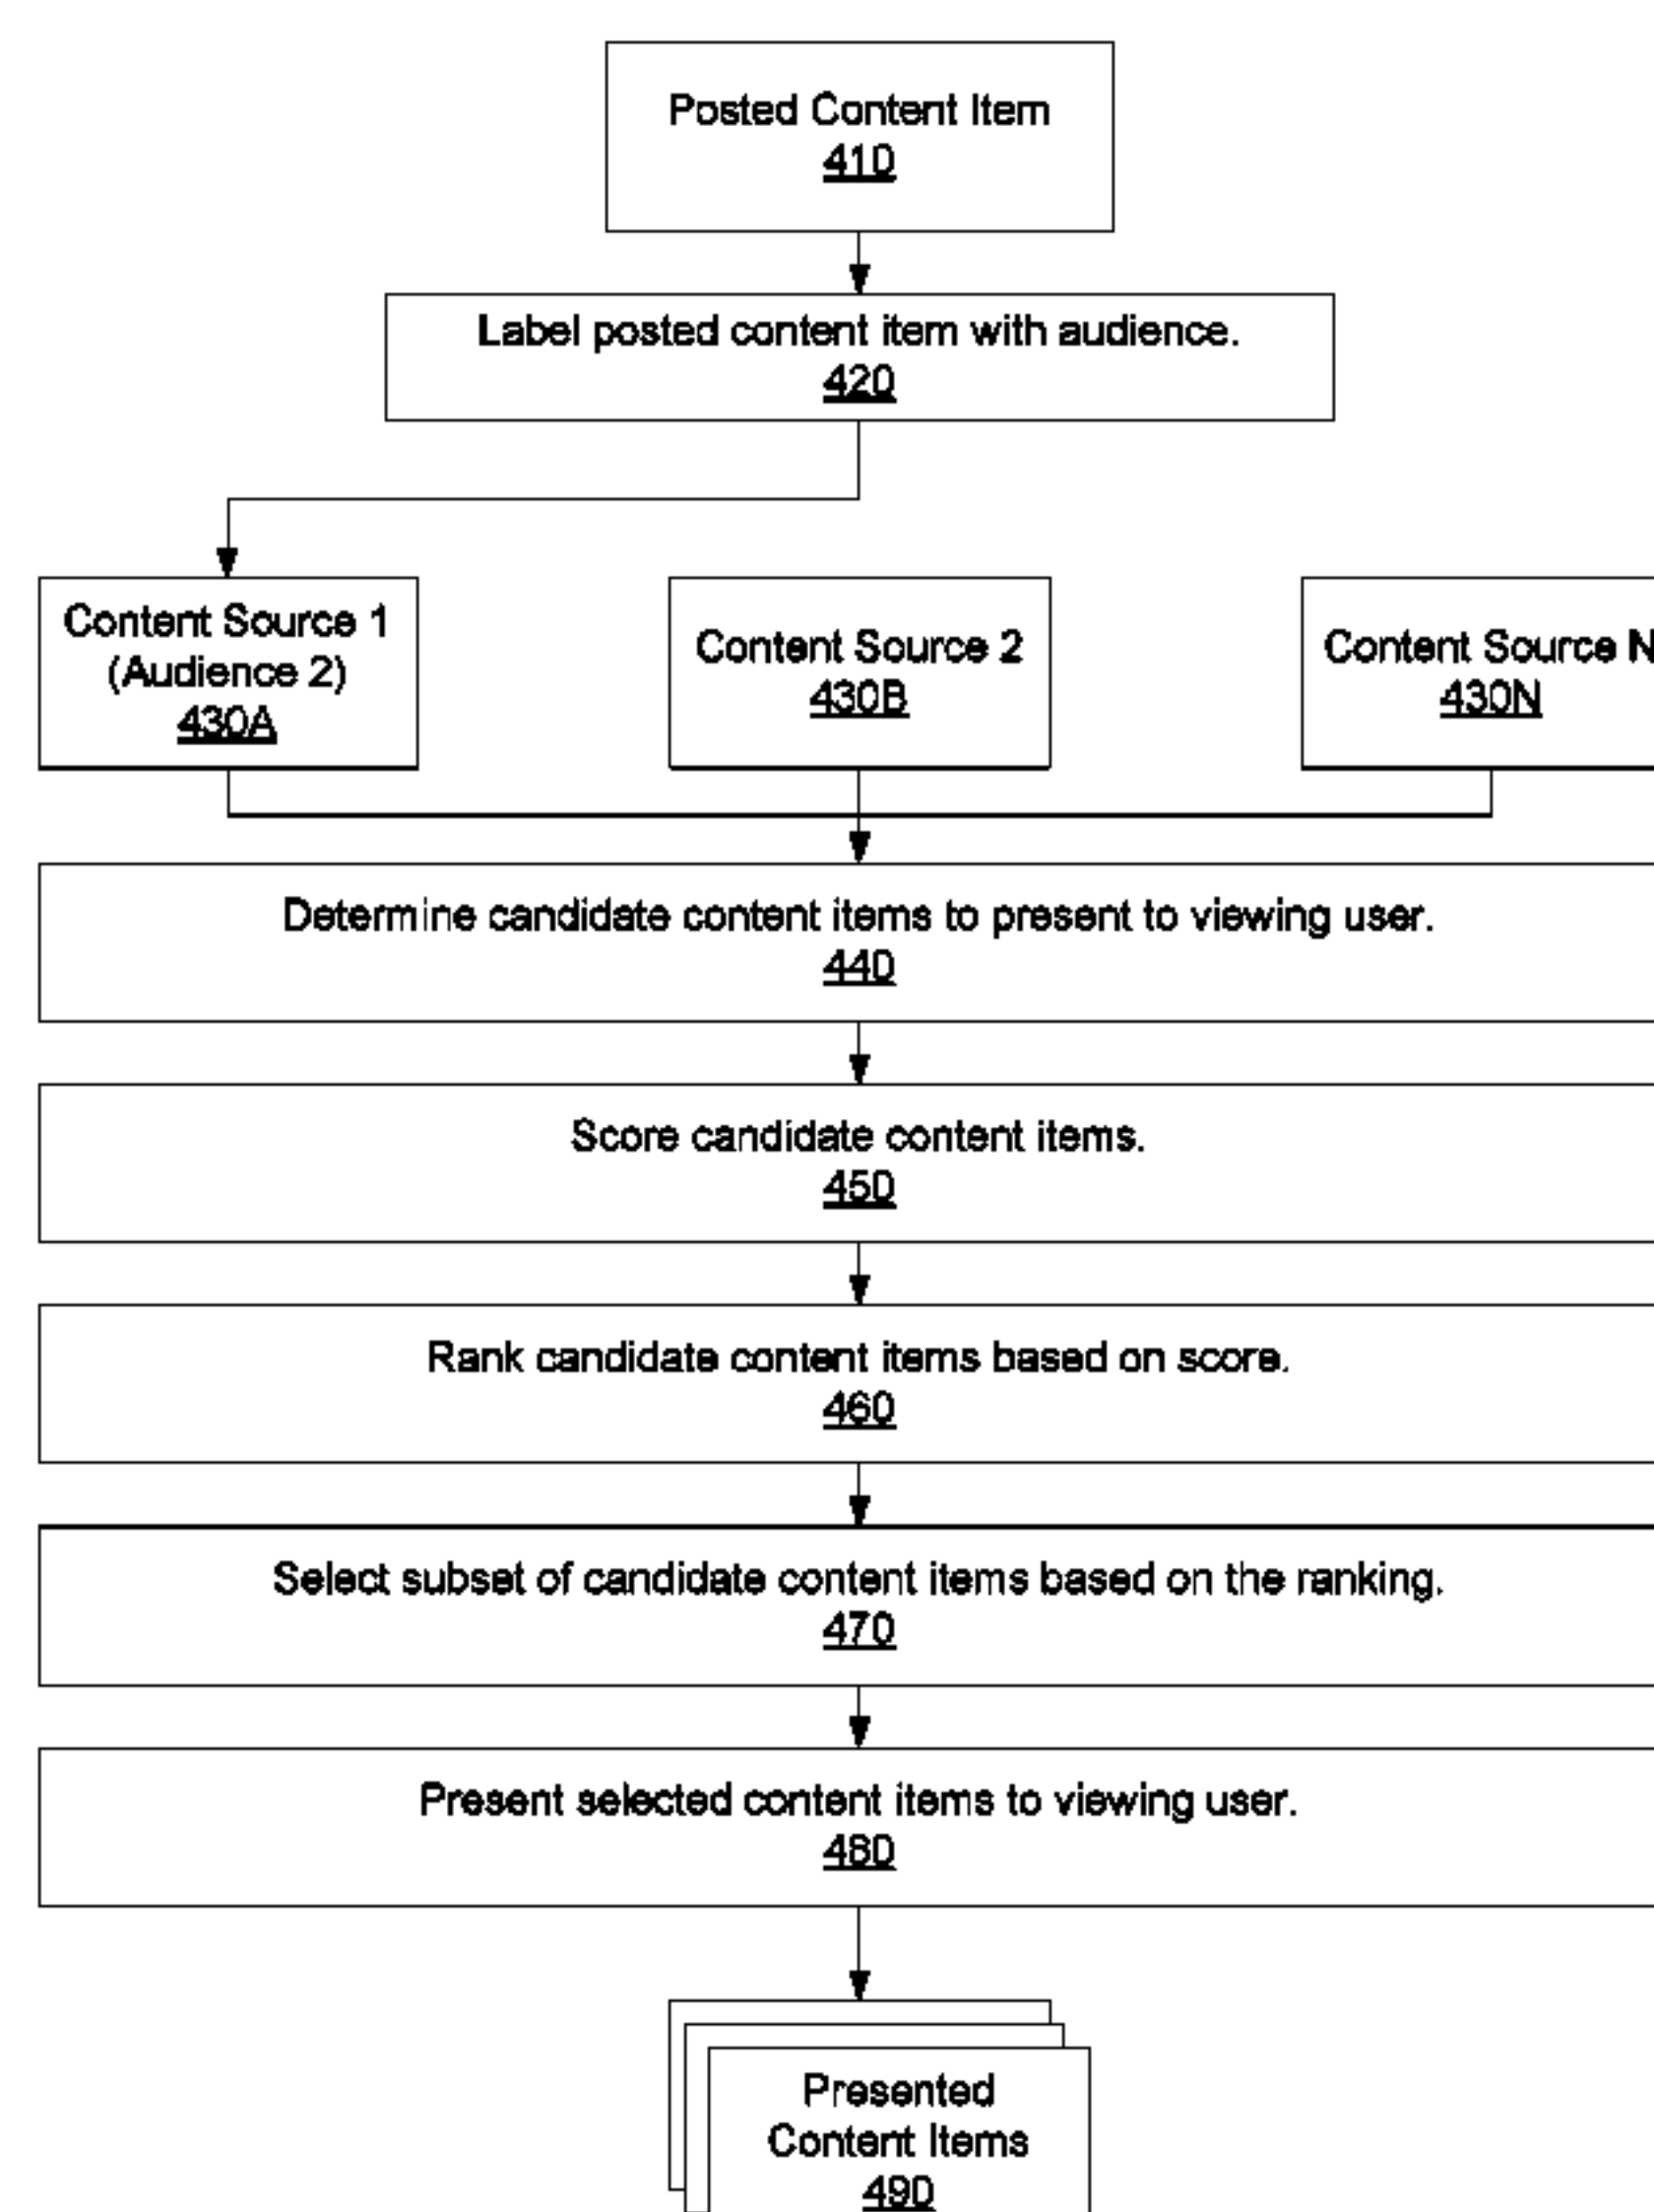 Posted Content Item
410
Label posted content item with audience.
420
Content Source 1
(Audience 2)
430A
Content Source 2
430B
Content Source N
430N
Determine candidate content items to present to viewing user.
440
Score candidate content items.
450
Rank candidate content items based on score.
460
Select subset of candidate content items based on the ranking.
470
Present selected content items to viewing user.
480
Presented
Content Items
490